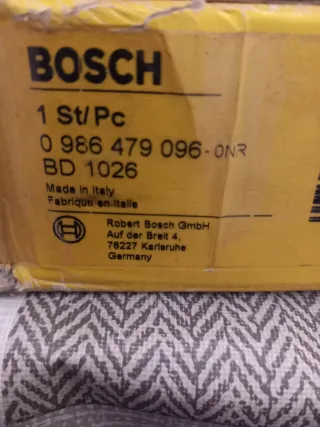 BOSCH
1 St/Pc
0 986 479 096-0NR
BD 1026
Made in Italy
Fabriqué en Italie
Robert Bosch GmbH
Auf der Breit 4,
76227 Karlsruhe
Germany